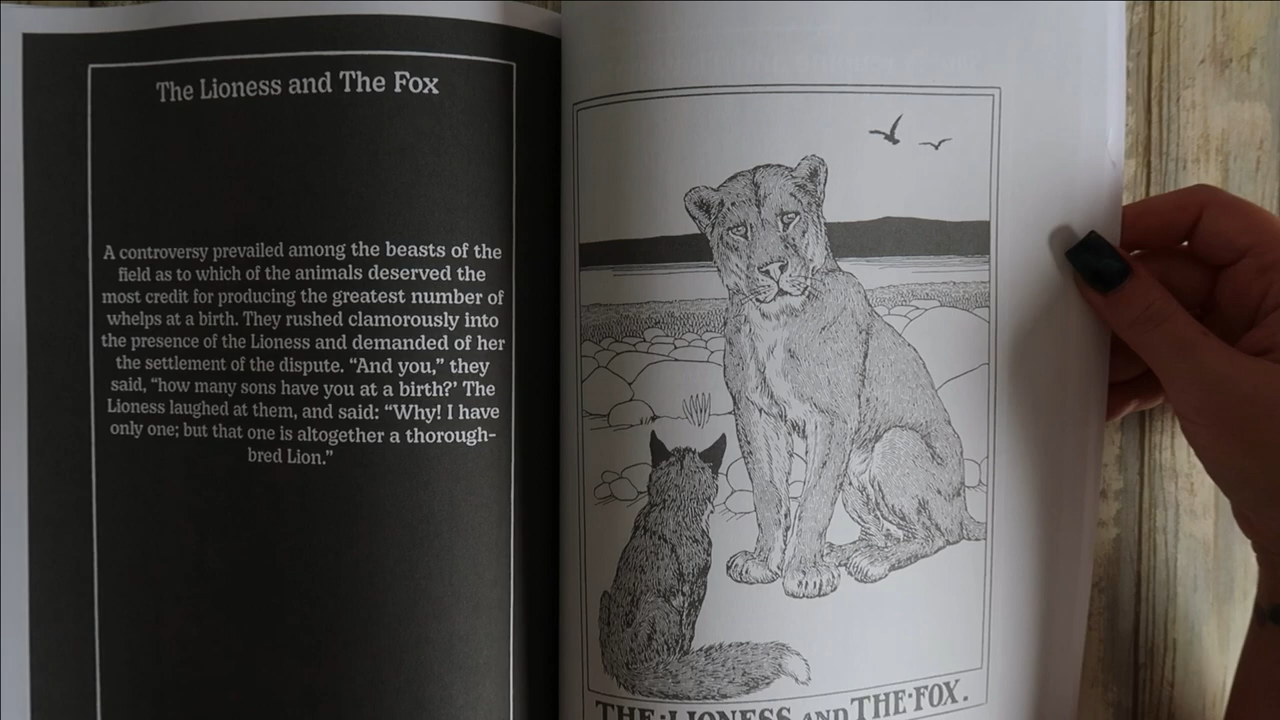 The Lioness and The Fox
A controversy prevailed among the beasts of the
field as to which of the animals deserved the
most credit for producing the greatest number of
whelps at a birth. They rushed clamorously into
the presence of the Lioness and demanded of her
the settlement of the dispute. “And you,” they
said, “how many sons have you at a birth?’ The
Lioness laughed at them, and said: “Why! I have
only one; but that one is altogether a thorough-
bred Lion.”
THE·LIONESS AND THE·FOX.